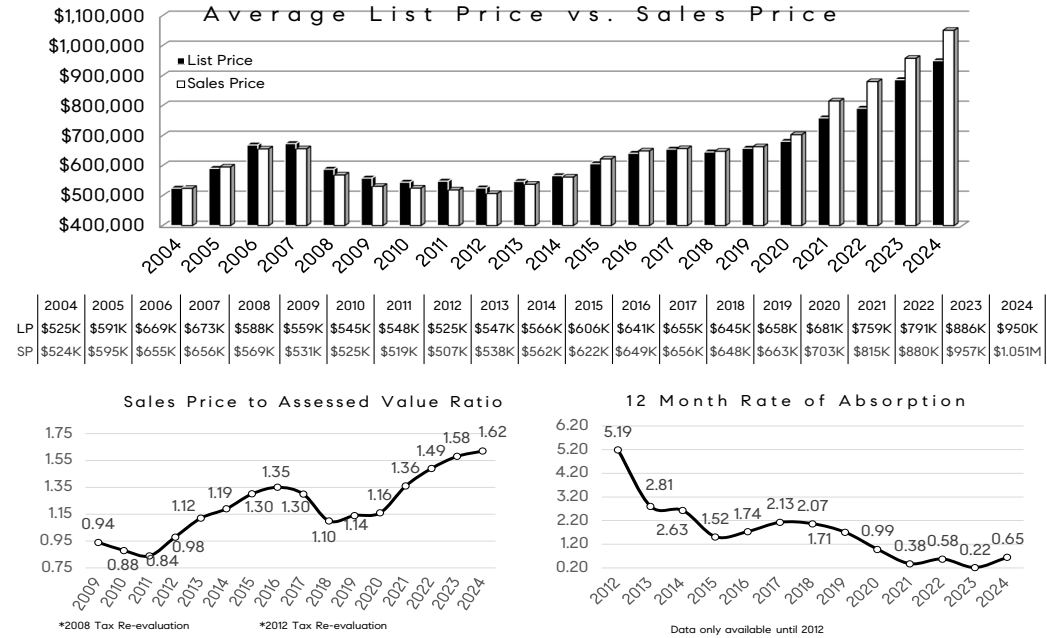 Average List Price vs. Sales Price
$1,100,000
$1,000,000
$900,000
$800,000
$700,000
$600,000
$500,000
$400,000
List Price
Sales Price
2004 2005 2006 2007 2008 2009 2010 2011 2012 2013 2014 2015 2016 2017 2018 2019 2020 2021 2022 2023 2024
2004 2005 2006 2007 2008 2009 2010 2011 2012 2013 2014 2015 2016 2017 2018 2019 2020 2021 2022 2023 2024
LP $525K $591K $669K $673K $588K $559K $545K $548K $525K $547K $566K $606K $641K $655K $645K $658K $681K $759K $791K $886K $950K
SP $524K $595K $655K $656K $569K $531K $525K $519K $507K $538K $562K $622K $649K $656K $648K $663K $703K $815K $880K $957K $1.051M
Sales Price to Assessed Value Ratio
1.75
1.55
1.35
1.15
0.95
0.75
0.94 0.88 0.84 0.98 1.12 1.19 1.30 1.35 1.30 1.10 1.14 1.16 1.36 1.49 1.58 1.62
2009 2010 2011 2012 2013 2014 2015 2016 2017 2018 2019 2020 2021 2022 2023 2024
*2008 Tax Re-evaluation *2012 Tax Re-evaluation
12 Month Rate of Absorption
6.20
5.20
4.20
3.20
2.20
1.20
0.20
5.19 2.81 2.63 1.52 1.74 2.13 2.07 1.71 0.99 0.38 0.58 0.22 0.65
2012 2013 2014 2015 2016 2017 2018 2019 2020 2021 2022 2023 2024
Data only available until 2012